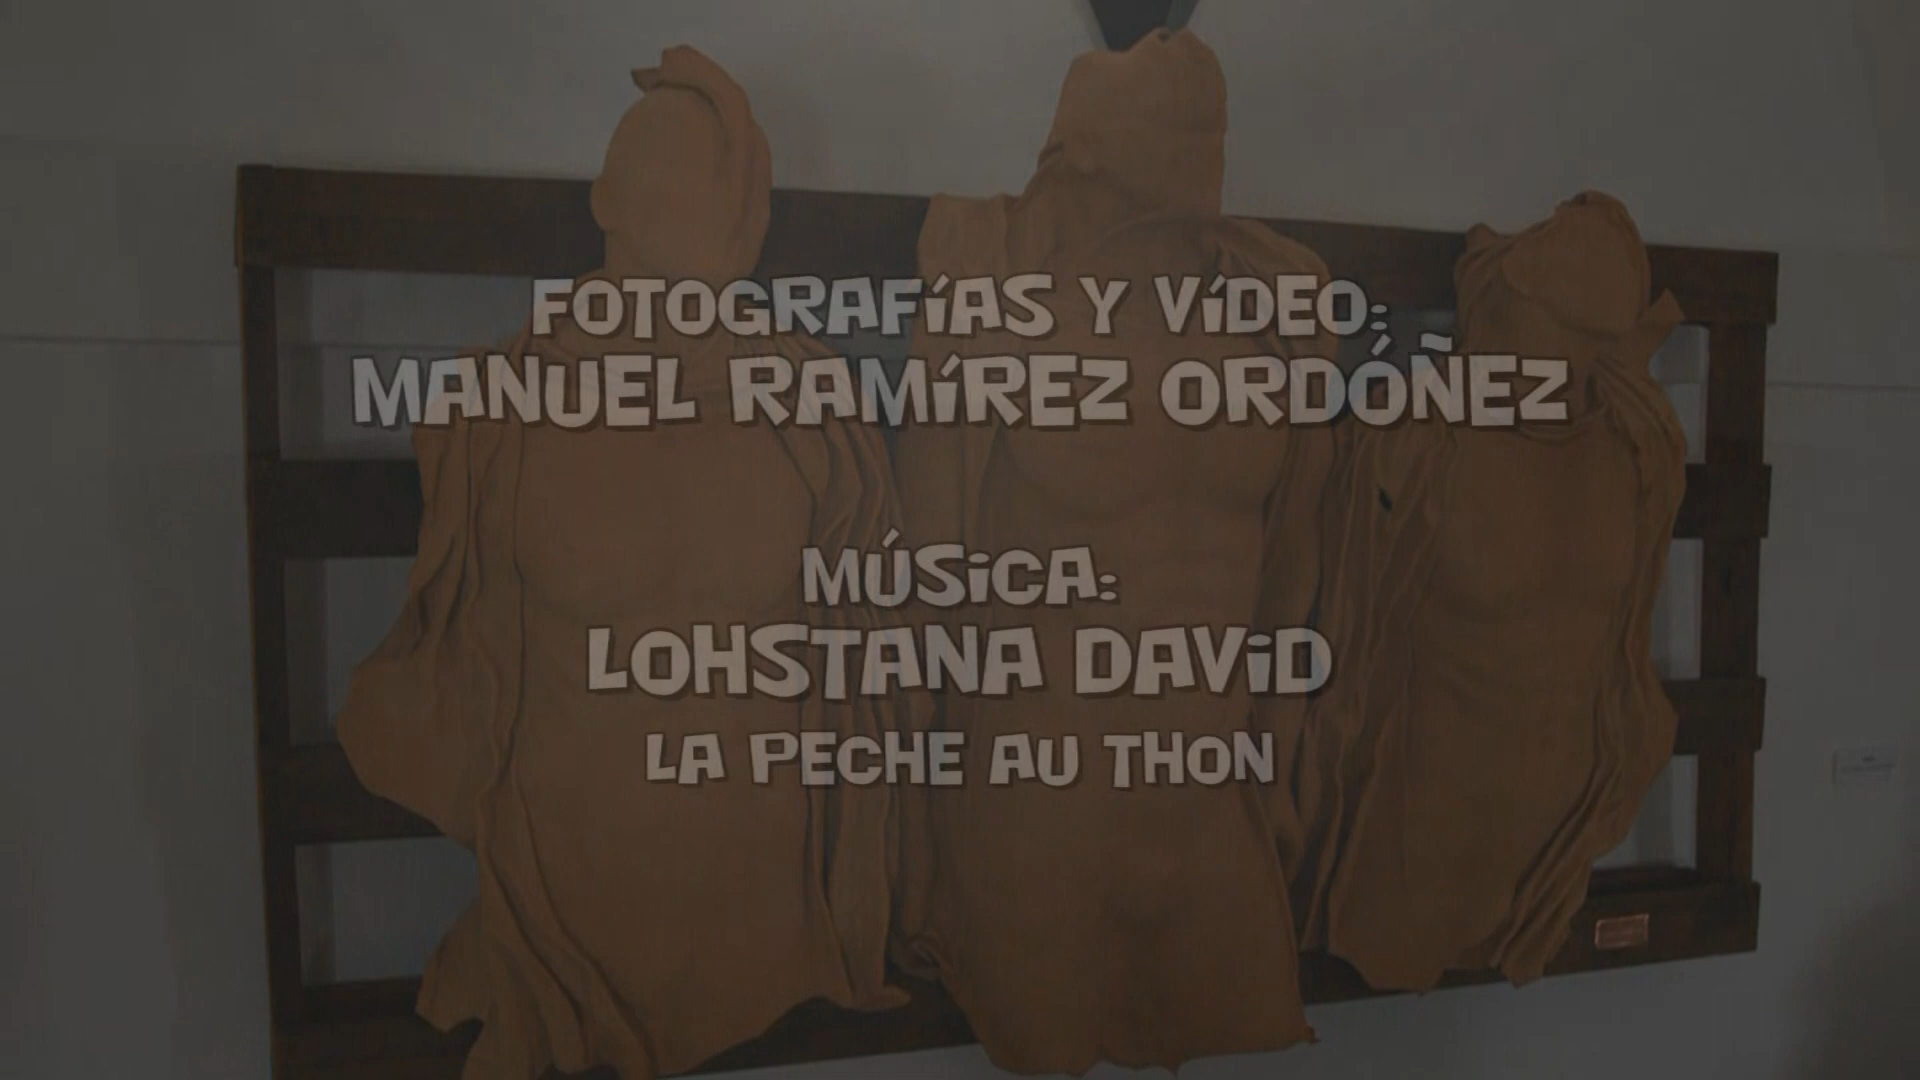 FOTOGRAFÍAS Y VÍDEO:
MANUEL RAMÍREZ ORDÓÑEZ
MÚSICA:
LOHSTANA DAVID
LA PECHE AU THON